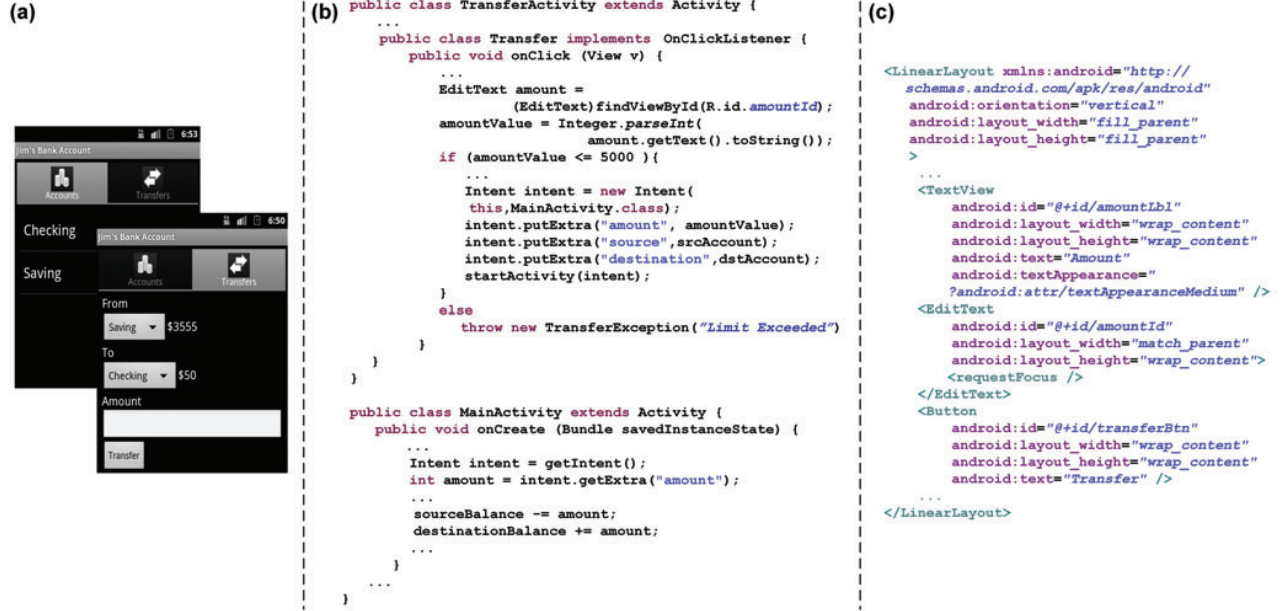 (a)
6:53
Jim's Bank Account
Accounts
Transfers
Checking
Saving
6:50
Jim's Bank Account
Accounts
Transfers
From
Saving
$3555
To
Checking
$50
Amount
Transfer
(b)
public class TransferActivity extends Activity {
...
public class Transfer implements OnClickListener {
public void onClick (View v) {
...
EditText amount =
(EditText)findViewById(R.id.amountId);
amountValue = Integer.parseInt(
amount.getText().toString());
if (amountValue <= 5000 ){
...
Intent intent = new Intent(
this,MainActivity.class);
intent.putExtra("amount", amountValue);
intent.putExtra("source",srcAccount);
intent.putExtra("destination",dstAccount);
startActivity(intent);
}
else
throw new TransferException("Limit Exceeded")
}
}
}
public class MainActivity extends Activity {
public void onCreate (Bundle savedInstanceState) {
...
Intent intent = getIntent();
int amount = intent.getExtra("amount");
...
sourceBalance -= amount;
destinationBalance += amount;
...
}
...
}
(c)
<LinearLayout xmlns:android="http://
schemas.android.com/apk/res/android"
android:orientation="vertical"
android:layout_width="fill_parent"
android:layout_height="fill_parent"
>
...
<TextView
android:id="@+id/amountLbl"
android:layout_width="wrap_content"
android:layout_height="wrap_content"
android:text="Amount"
android:textAppearance="
?android:attr/textAppearanceMedium" />
<EditText
android:id="@+id/amountId"
android:layout_width="match_parent"
android:layout_height="wrap_content">
<requestFocus />
</EditText>
<Button
android:id="@+id/transferBtn"
android:layout_width="wrap_content"
android:layout_height="wrap_content"
android:text="Transfer" />
...
</LinearLayout>